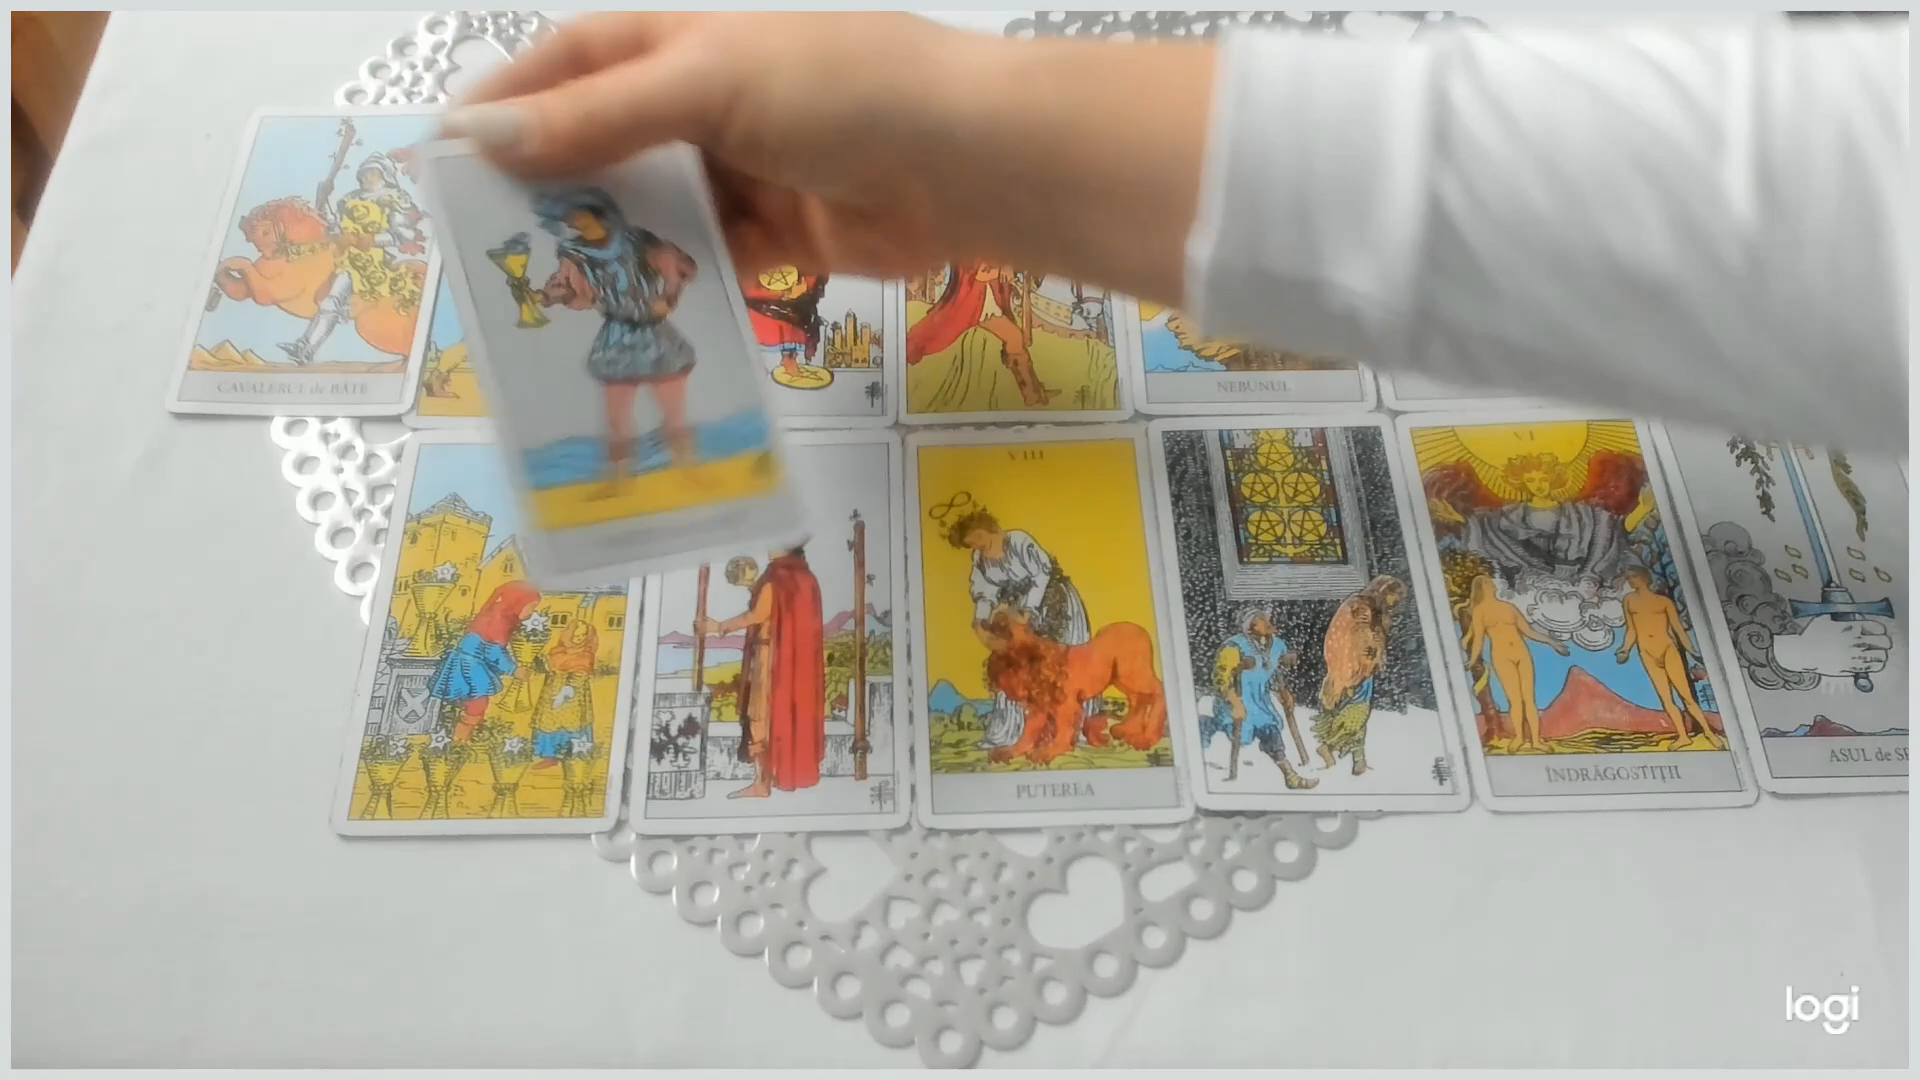 CAVALERUL de BÂTE
NEBUNUL
VIII
VI
PUTEREA
ÎNDRĂGOSTIȚII
ASUL de SP
logi